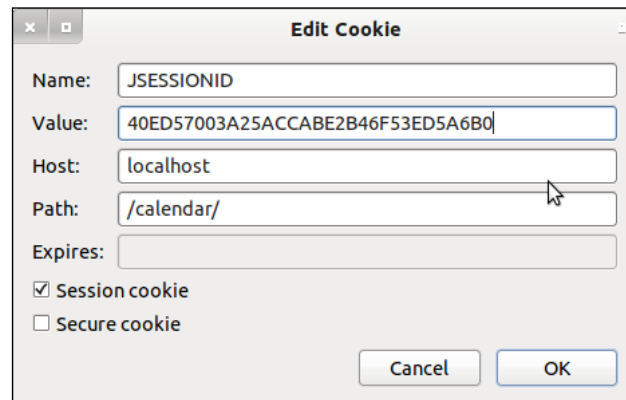 Edit Cookie
Name: JSESSIONID
Value: 40ED57003A25ACCABE2B46F53ED5A6B0
Host: localhost
Path: /calendar/
Expires:
Session cookie
Secure cookie
Cancel OK